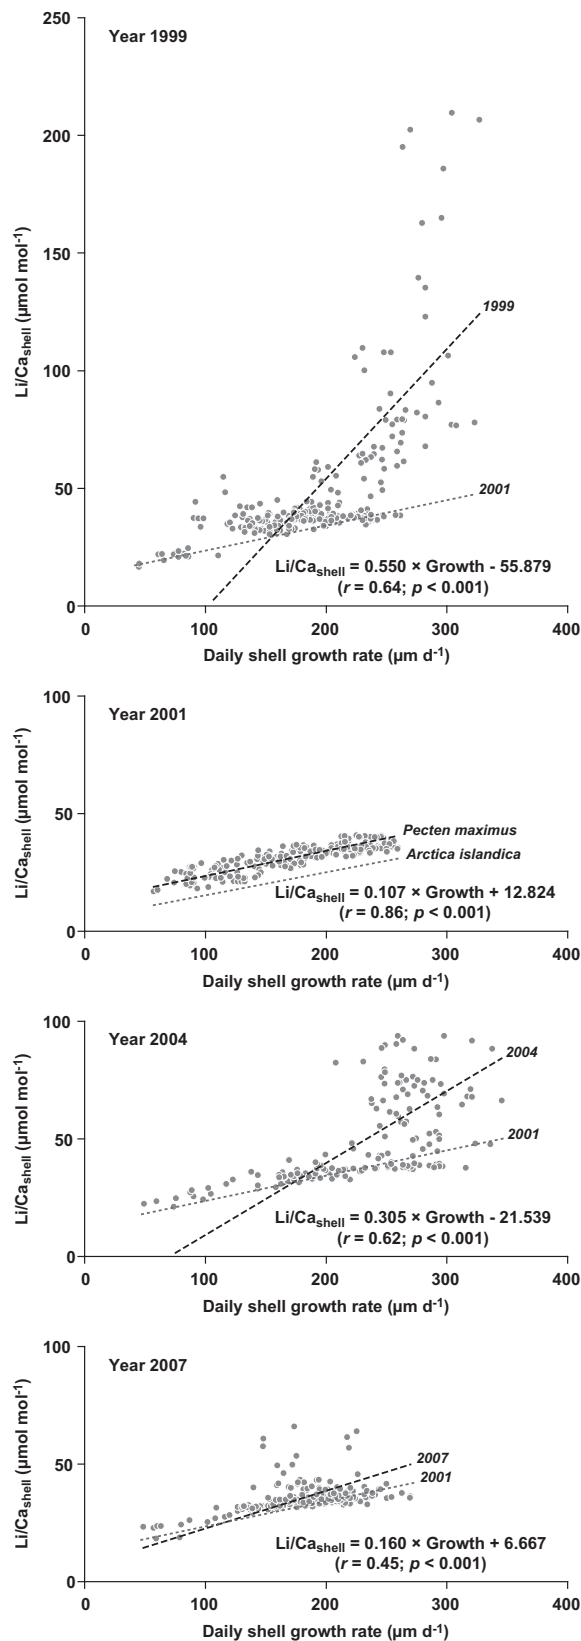 Year 1999
250
200
150
100
50
0
Li/Ca_shell (µmol mol⁻¹)
1999
2001
Li/Ca_shell = 0.550 × Growth - 55.879
(r = 0.64; p < 0.001)
0 100 200 300 400
Daily shell growth rate (µm d⁻¹)
Year 2001
100
50
0
Li/Ca_shell (µmol mol⁻¹)
Pecten maximus
Arctica islandica
Li/Ca_shell = 0.107 × Growth + 12.824
(r = 0.86; p < 0.001)
0 100 200 300 400
Daily shell growth rate (µm d⁻¹)
Year 2004
100
50
0
Li/Ca_shell (µmol mol⁻¹)
2004
2001
Li/Ca_shell = 0.305 × Growth - 21.539
(r = 0.62; p < 0.001)
0 100 200 300 400
Daily shell growth rate (µm d⁻¹)
Year 2007
100
50
0
Li/Ca_shell (µmol mol⁻¹)
2007
2001
Li/Ca_shell = 0.160 × Growth + 6.667
(r = 0.45; p < 0.001)
0 100 200 300 400
Daily shell growth rate (µm d⁻¹)